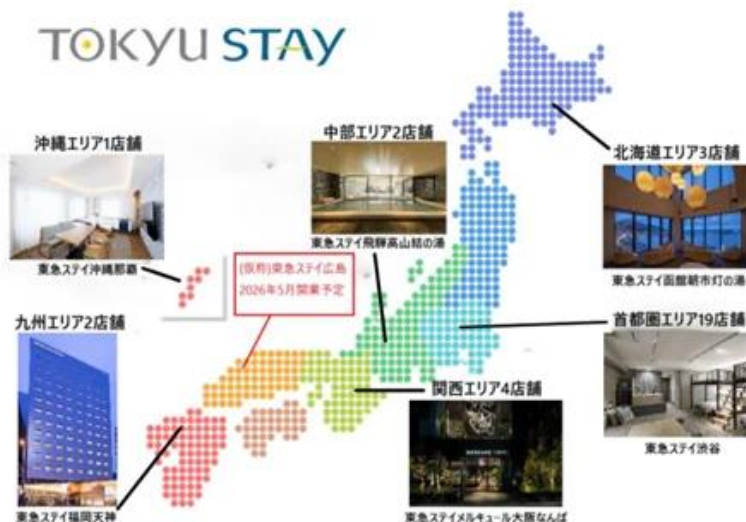 TOKYU STAY
沖縄エリア1店舗
東急ステイ沖縄那覇
中部エリア2店舗
東急ステイ飛騨高山結の湯
北海道エリア3店舗
東急ステイ函館朝市灯の湯
(仮称)東急ステイ広島
2026年5月開業予定
九州エリア2店舗
東急ステイ福岡天神
首都圏エリア19店舗
東急ステイ渋谷
関西エリア4店舗
東急ステイメルキュール大阪なんば